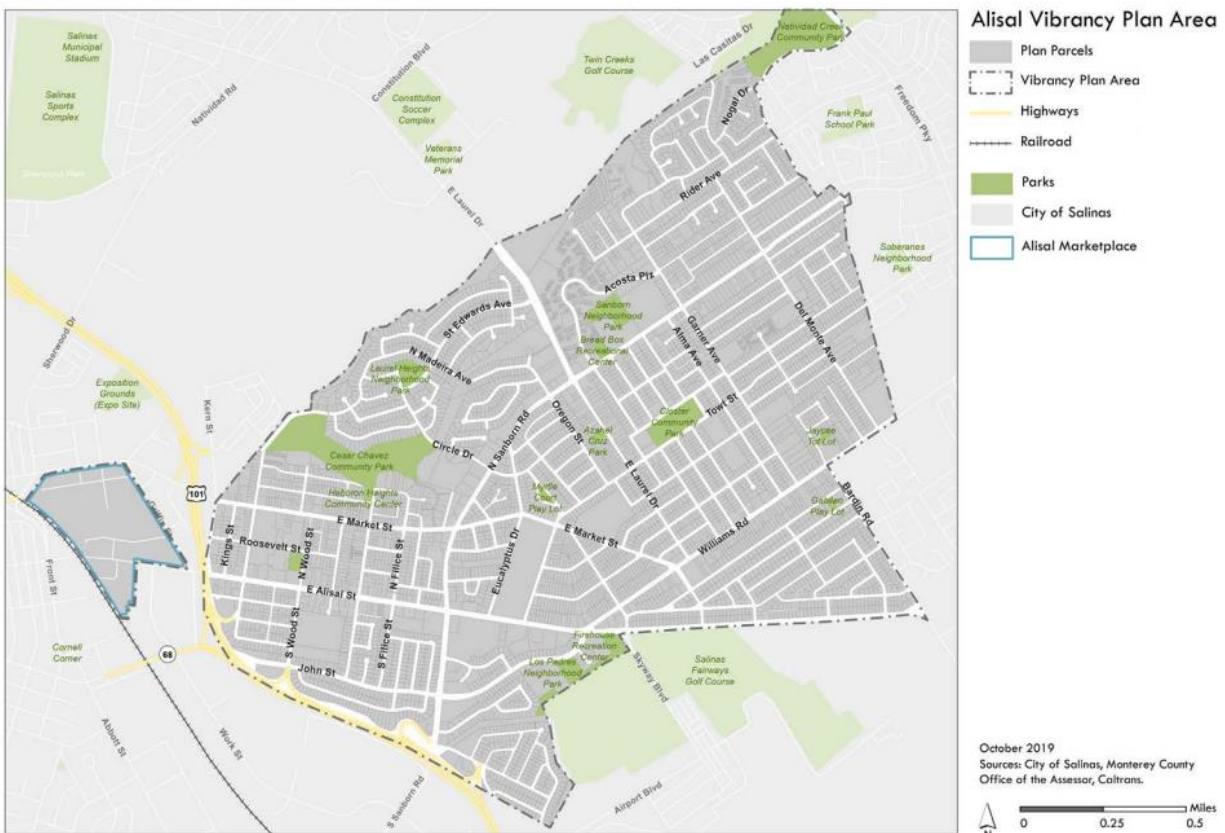 Alisal Vibrancy Plan Area
Plan Parcels
Vibrancy Plan Area
Highways
Railroad
Parks
City of Salinas
Alisal Marketplace
Salinas
Municipal
Stadium
Salinas
Sports
Complex
Sherwood Park
Natividad Rd
Constitution Blvd
Constitution
Soccer
Complex
Veterans
Memorial
Park
E Laurel Dr
Twin Creeks
Golf Course
Las Casitas Dr
Natividad Creek
Community Park
Nogal Dr
Frank Paul
School Park
Freedom Pky
Rider Ave
Soberanes
Neighborhood
Park
Acosta Plz
Sanborn
Neighborhood
Park
Bread Box
Recreational
Center
St Edwards Ave
N Madeira Ave
Laurel Heights
Neighborhood
Park
Garner Ave
Alma Ave
Del Monte Ave
Sherwood Dr
Exposition
Grounds
(Expo Site)
Kern St
Cesar Chavez
Community Park
Circle Dr
N Sanborn Rd
Oregon St
Azahel
Cruz
Park
Closter
Community
Park
Towt St
Jaycee
Tot Lot
E Laurel Dr
101
Hebbron Heights
Community Center
Myrtle
Court
Play Lot
Gabilan
Play Lot
Bardin Rd
E Market St
E Market St
Williams Rd
Kings St
Roosevelt St
N Wood St
N Filice St
Eucalyptus Dr
Griffin St
Front St
E Alisal St
S Wood St
S Filice St
John St
Cornell
Corner
68
Firehouse
Recreation
Center
Los Padres
Neighborhood
Park
Skyway Blvd
Salinas
Fairways
Golf Course
Abbott St
Work St
S Sanborn Rd
Airport Blvd
October 2019
Sources: City of Salinas, Monterey County
Office of the Assessor, Caltrans.
N
Miles
0 0.25 0.5